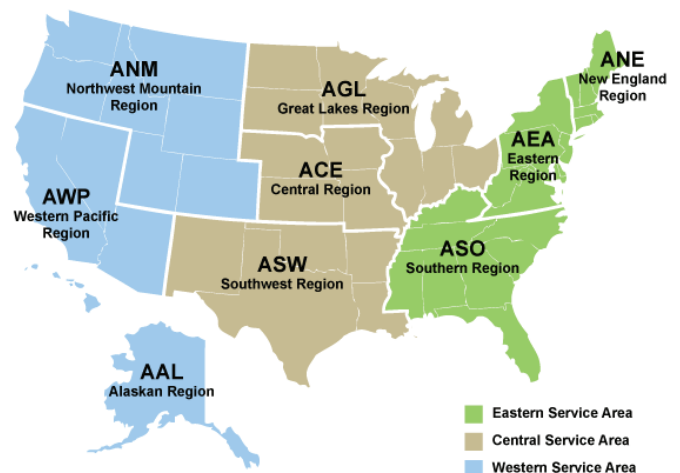 ANM
Northwest Mountain
Region
AGL
Great Lakes Region
ANE
New England
Region
AEA
Eastern
Region
ACE
Central Region
AWP
Western Pacific
Region
ASO
Southern Region
ASW
Southwest Region
AAL
Alaskan Region
Eastern Service Area
Central Service Area
Western Service Area